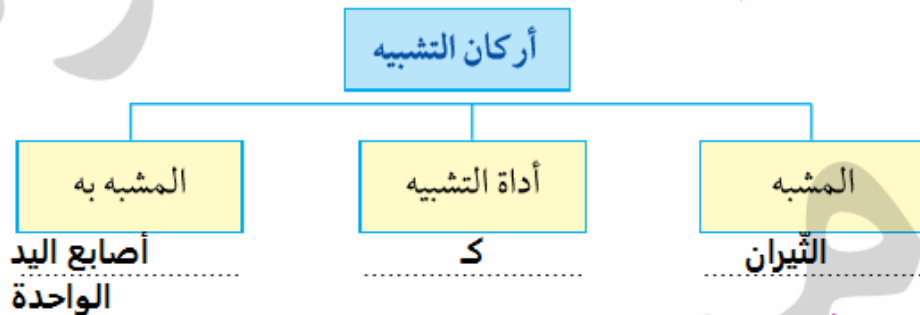 أركان التشبيه
المشبه
أداة التشبيه
المشبه به
الثّيران
كـ
أصابع اليد
الواحدة